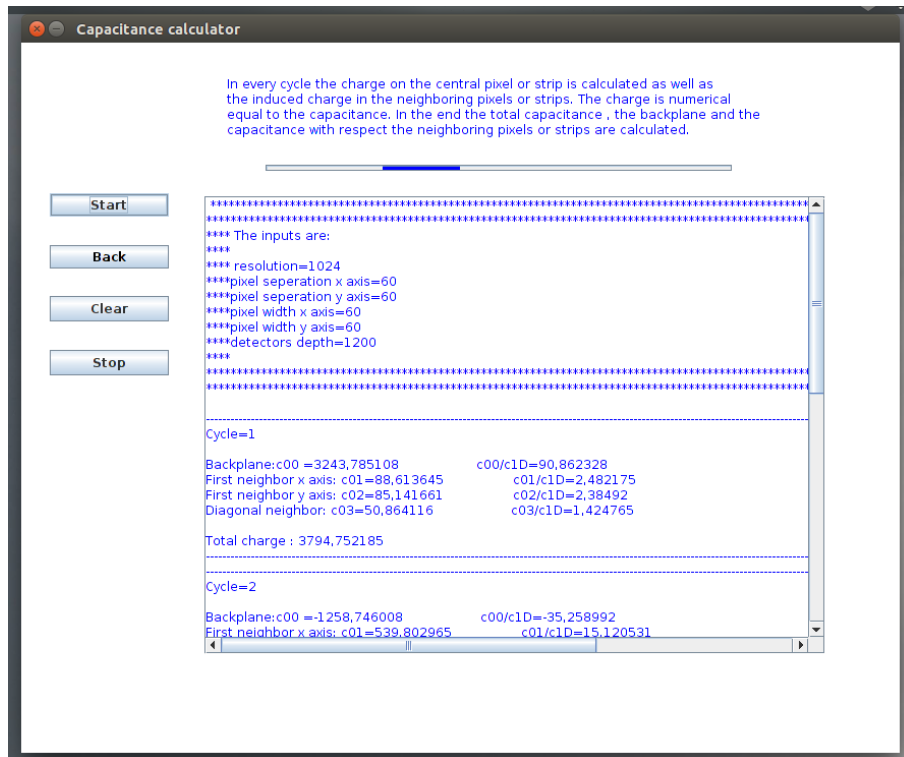 Capacitance calculator
In every cycle the charge on the central pixel or strip is calculated as well as
the induced charge in the neighboring pixels or strips. The charge is numerical
equal to the capacitance. In the end the total capacitance , the backplane and the
capacitance with respect the neighboring pixels or strips are calculated.
Start
Back
Clear
Stop
****************************************************************************************************
****************************************************************************************************
**** The inputs are:
****
**** resolution=1024
****pixel seperation x axis=60
****pixel seperation y axis=60
****pixel width x axis=60
****pixel width y axis=60
****detectors depth=1200
****
****************************************************************************************************
****************************************************************************************************
Cycle=1
Backplane:c00 =3243,785108 c00/c1D=90,862328
First neighbor x axis: c01=88,613645 c01/c1D=2,482175
First neighbor y axis: c02=85,141661 c02/c1D=2,38492
Diagonal neighbor: c03=50,864116 c03/c1D=1,424765
Total charge : 3794,752185
Cycle=2
Backplane:c00 =-1258,746008 c00/c1D=-35,258992
First neighbor x axis: c01=539,802965 c01/c1D=15,120531